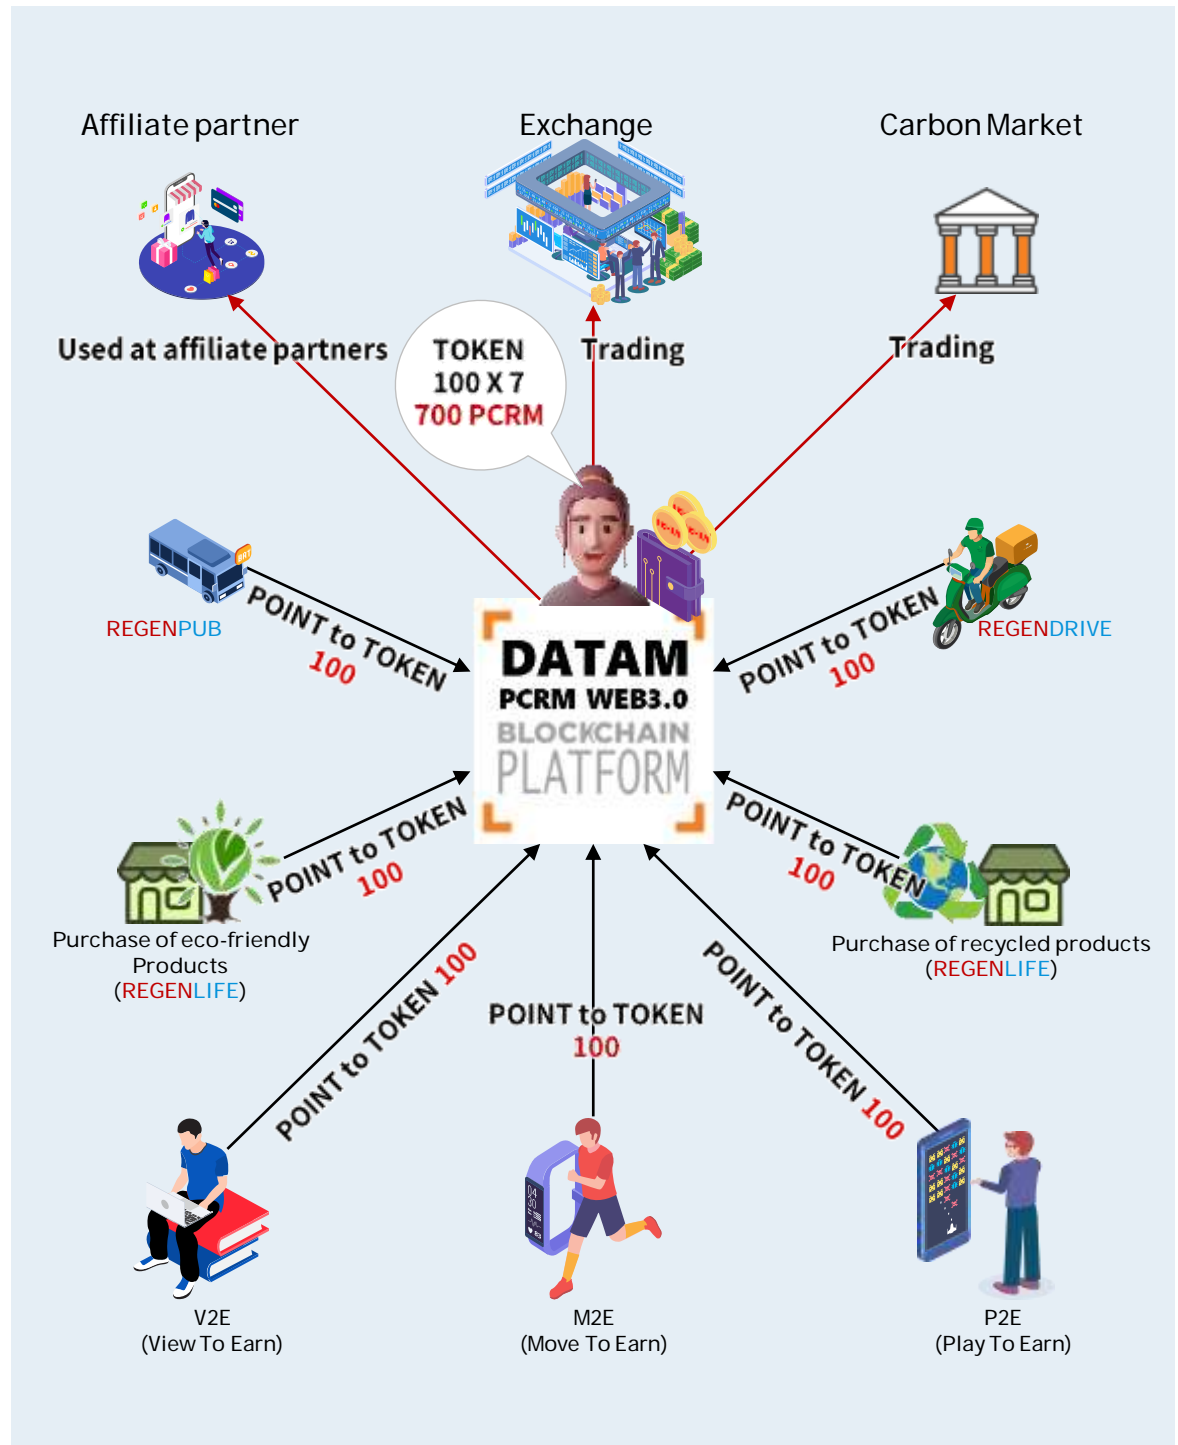 Affiliate partner
Exchange
Carbon Market
Used at affiliate partners
TOKEN
100 X 7
700 PCRM
Trading
Trading
REGENPUB
POINT to TOKEN
100
POINT to TOKEN
100
REGENDRIVE
DATAM
PCRM WEB3.0
BLOCKCHAIN
PLATFORM
POINT to TOKEN
100
POINT to TOKEN
100
Purchase of eco-friendly
Products
(REGENLIFE)
Purchase of recycled products
(REGENLIFE)
POINT to TOKEN 100
POINT to TOKEN
100
POINT to TOKEN 100
04
30
V2E
(View To Earn)
M2E
(Move To Earn)
P2E
(Play To Earn)